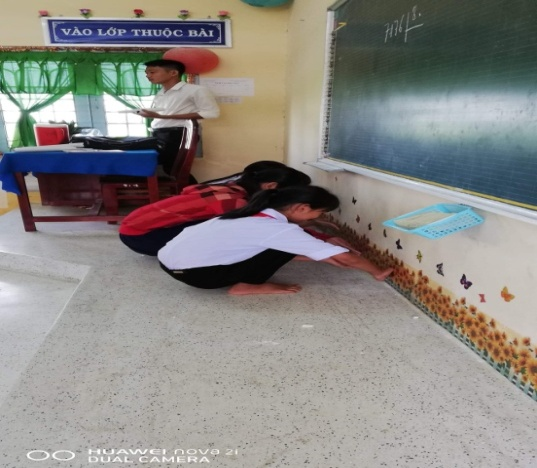 VÀO LỚP THUỘC BÀI
HUAWEI nova 2i
DUAL CAMERA